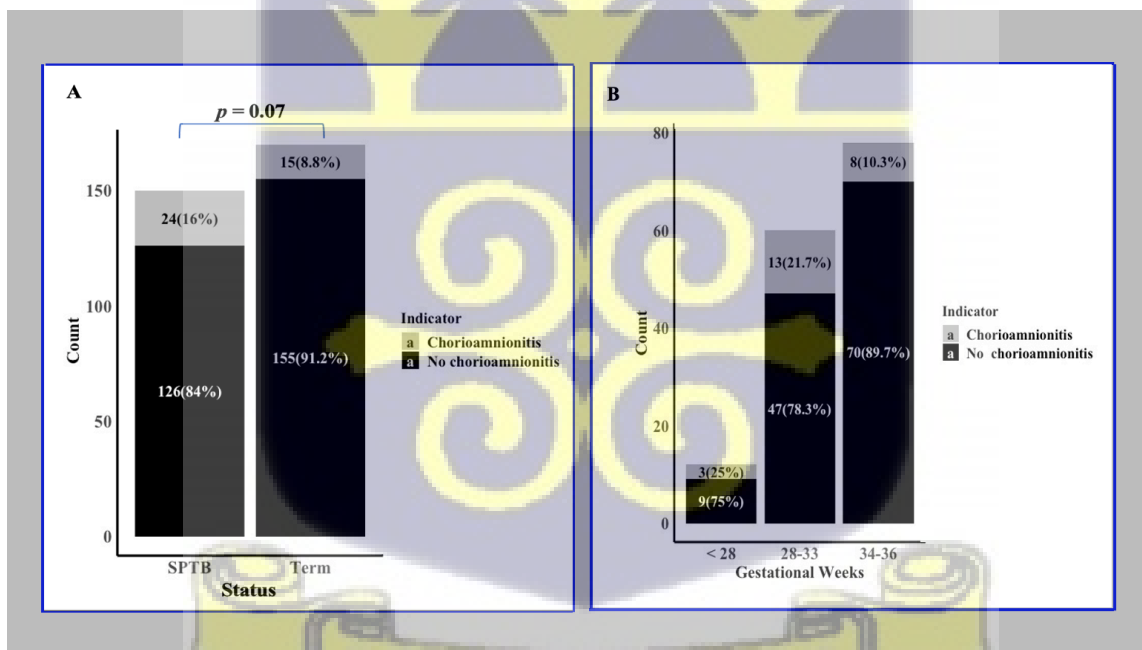 A
p = 0.07
150
100
50
0
Count
15(8.8%)
24(16%)
155(91.2%)
126(84%)
SPTB
Term
Status
Indicator
a Chorioamnionitis
a No chorioamnionitis
B
80
60
40
20
0
Count
8(10.3%)
13(21.7%)
70(89.7%)
47(78.3%)
3(25%)
9(75%)
< 28
28-33
34-36
Gestational Weeks
Indicator
a Chorioamnionitis
a No chorioamnionitis